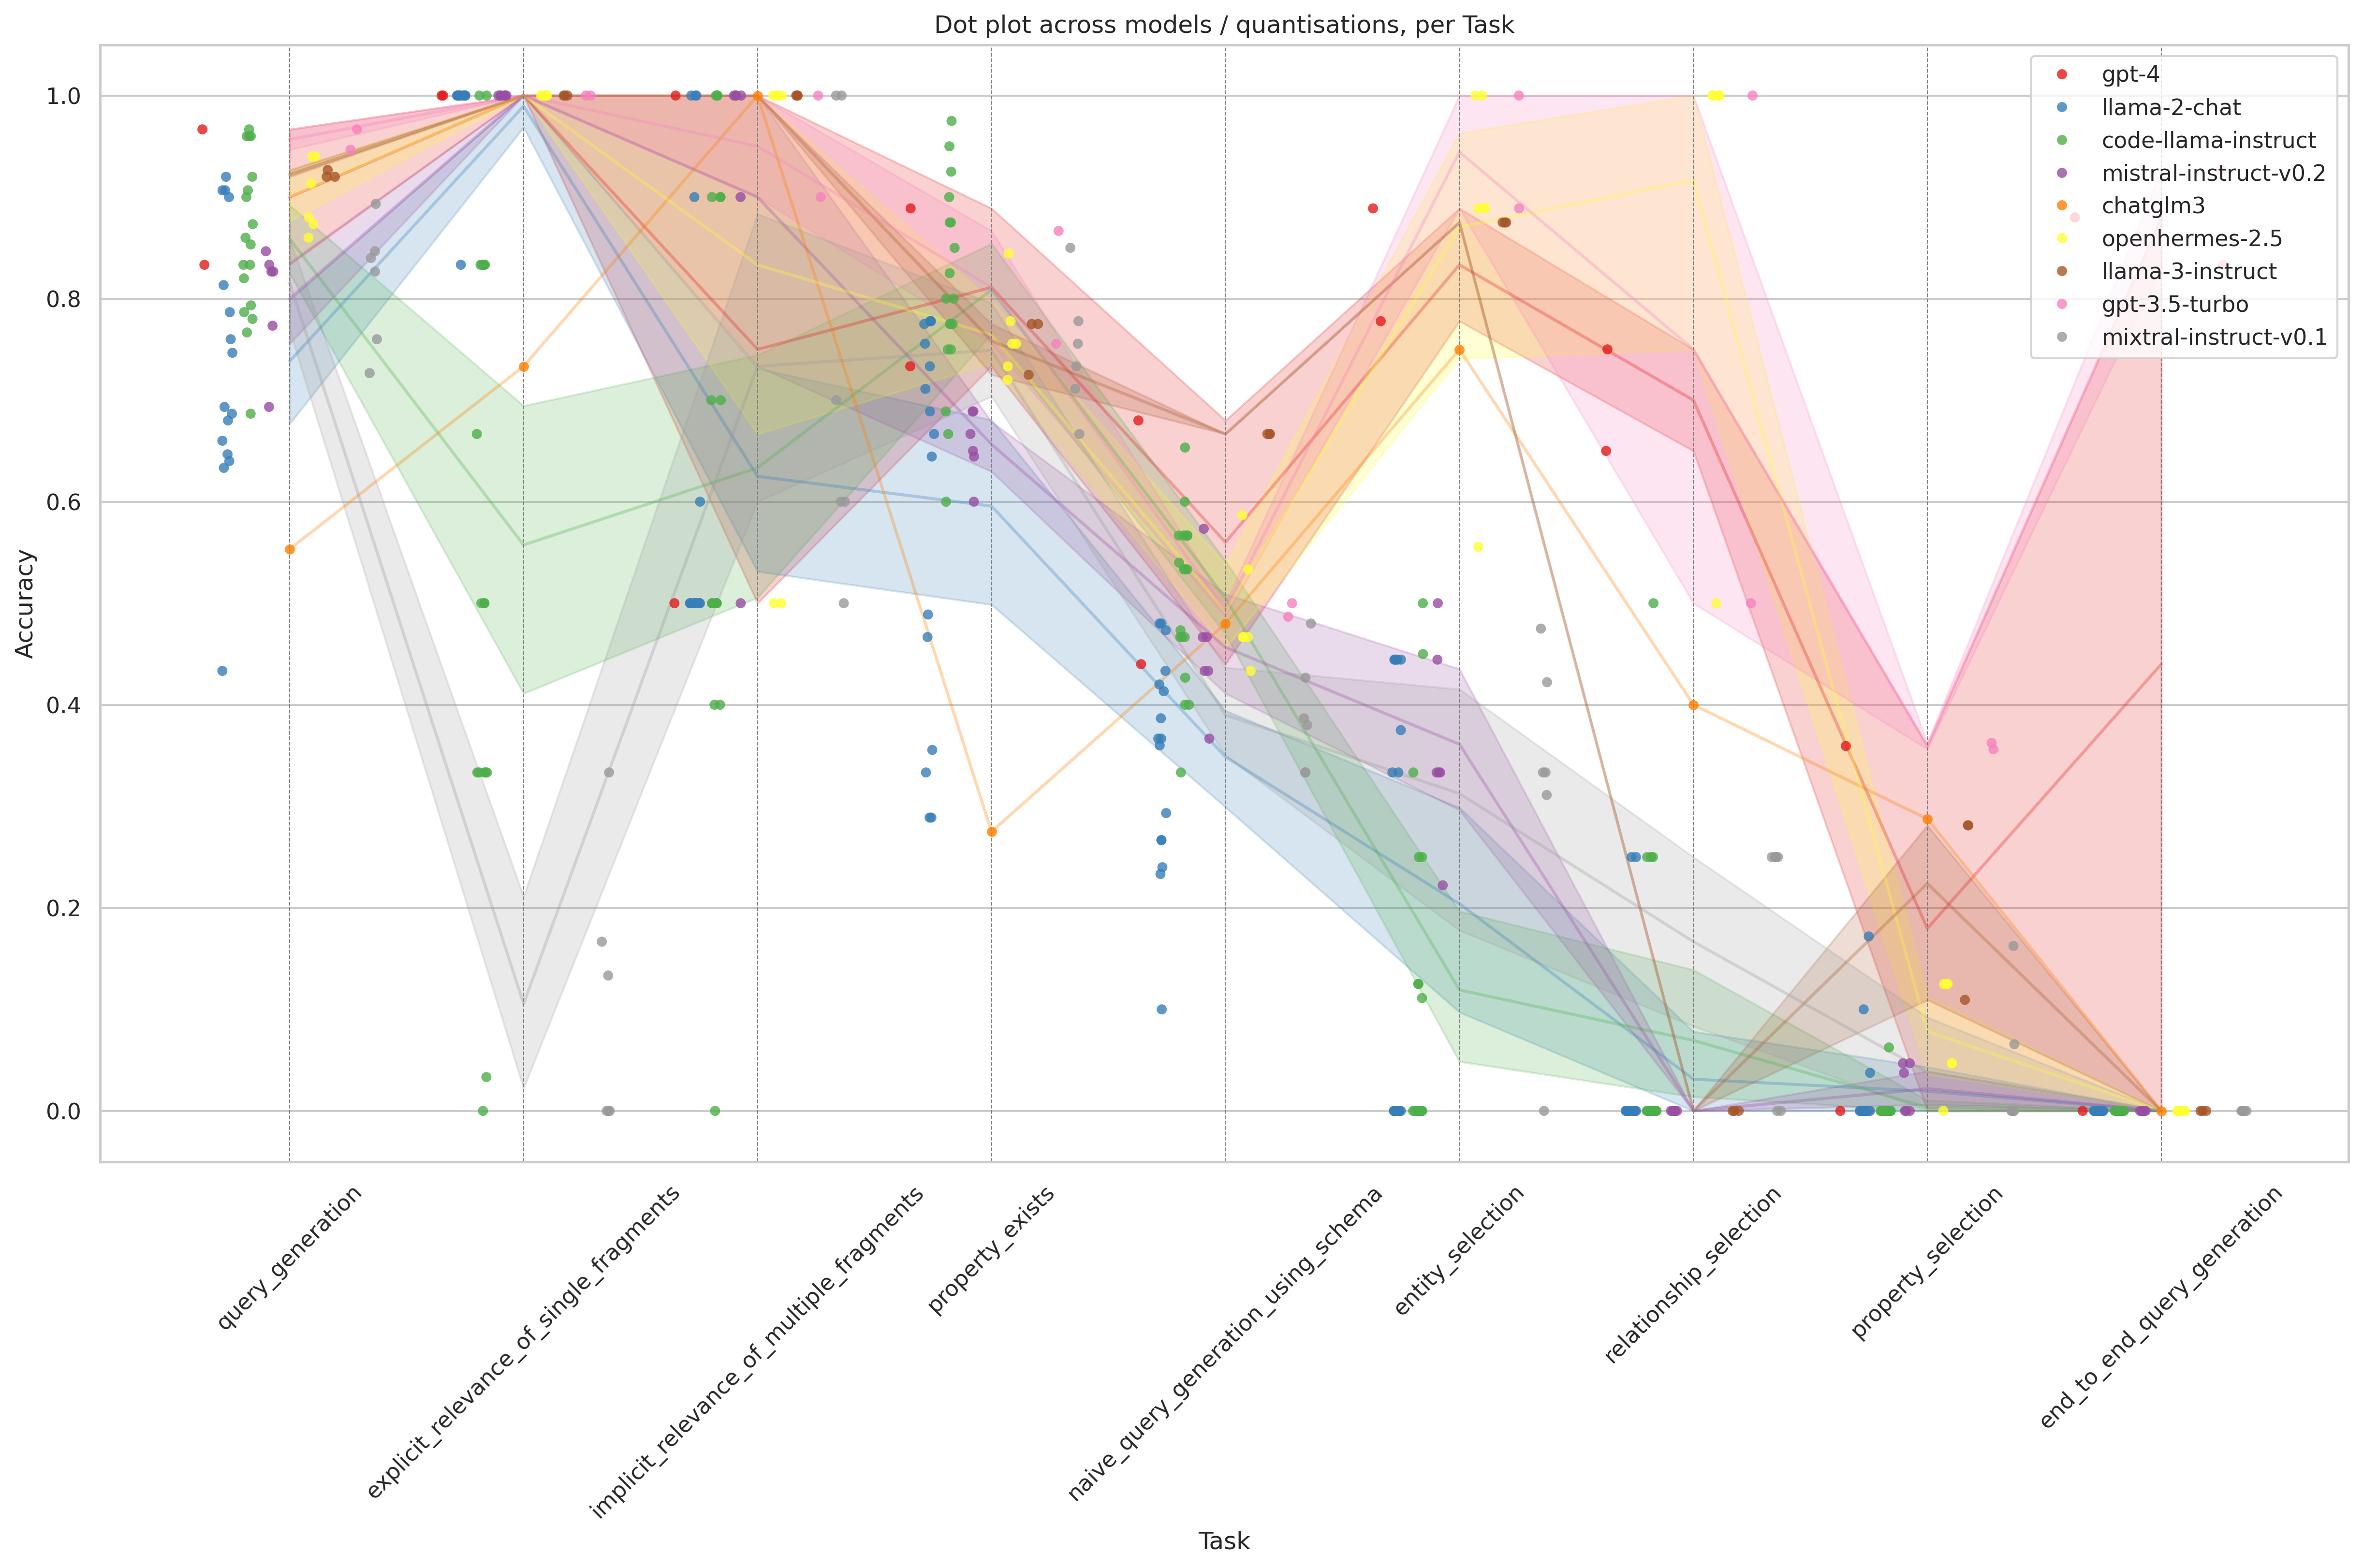 Dot plot across models / quantisations, per Task
gpt-4
llama-2-chat
code-llama-instruct
mistral-instruct-v0.2
chatglm3
openhermes-2.5
llama-3-instruct
gpt-3.5-turbo
mixtral-instruct-v0.1
Accuracy
1.0
0.8
0.6
0.4
0.2
0.0
query_generation
explicit_relevance_of_single_fragments
implicit_relevance_of_multiple_fragments
property_exists
naive_query_generation_using_schema
entity_selection
relationship_selection
property_selection
end_to_end_query_generation
Task